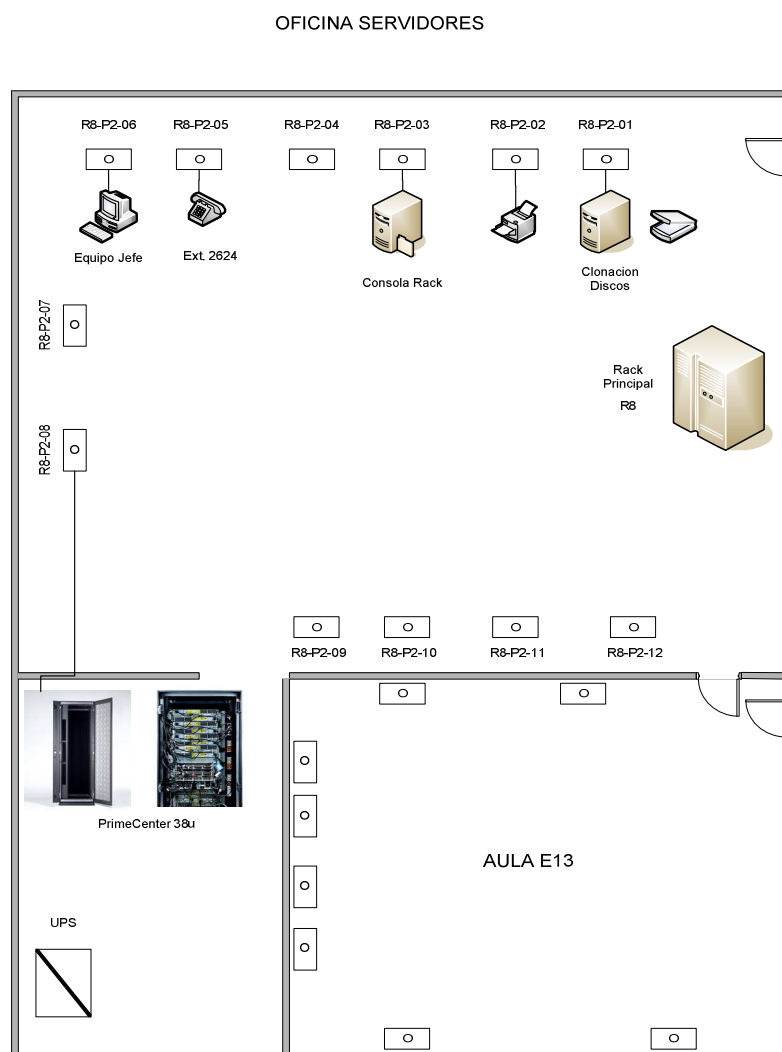 OFICINA SERVIDORES
R8-P2-06
R8-P2-05
R8-P2-04
R8-P2-03
R8-P2-02
R8-P2-01
Equipo Jefe
Ext. 2624
Consola Rack
Clonacion
Discos
R8-P2-07
Rack
Principal
R8
R8-P2-08
R8-P2-09
R8-P2-10
R8-P2-11
R8-P2-12
PrimeCenter 38u
AULA E13
UPS